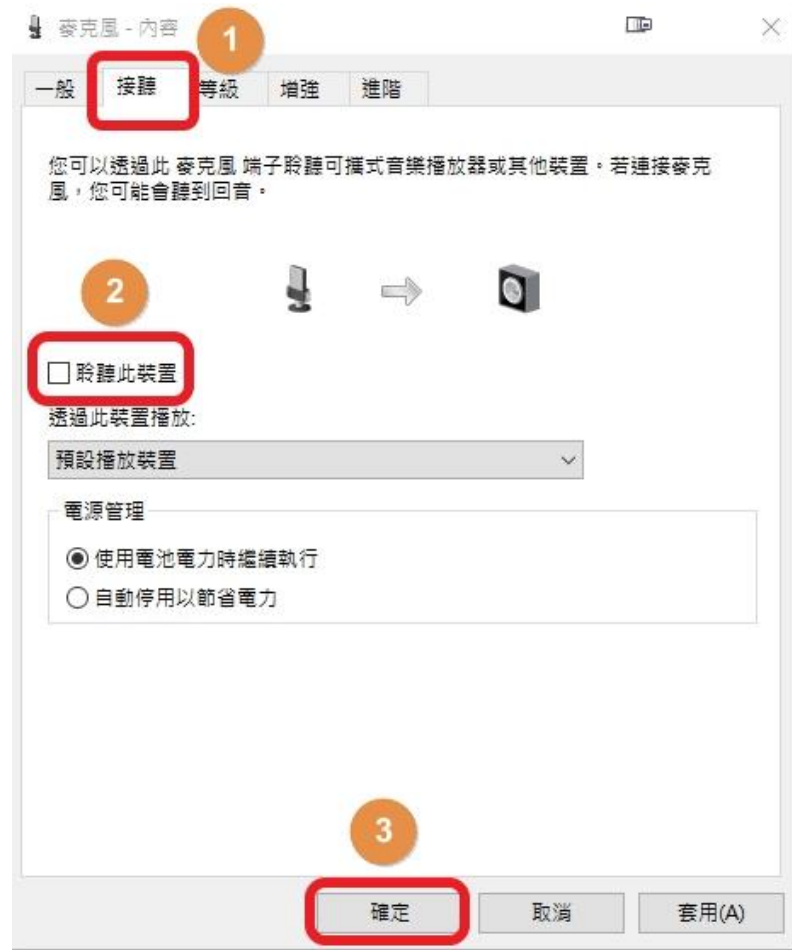 麥克風 - 內容
1
一般 接聽 等級 增強 進階
您可以透過此 麥克風 端子聆聽可攜式音樂播放器或其他裝置。若連接麥克
風，您可能會聽到回音。
2
聆聽此裝置
透過此裝置播放:
預設播放裝置
電源管理
使用電池電力時繼續執行
自動停用以節省電力
3
確定 取消 套用(A)